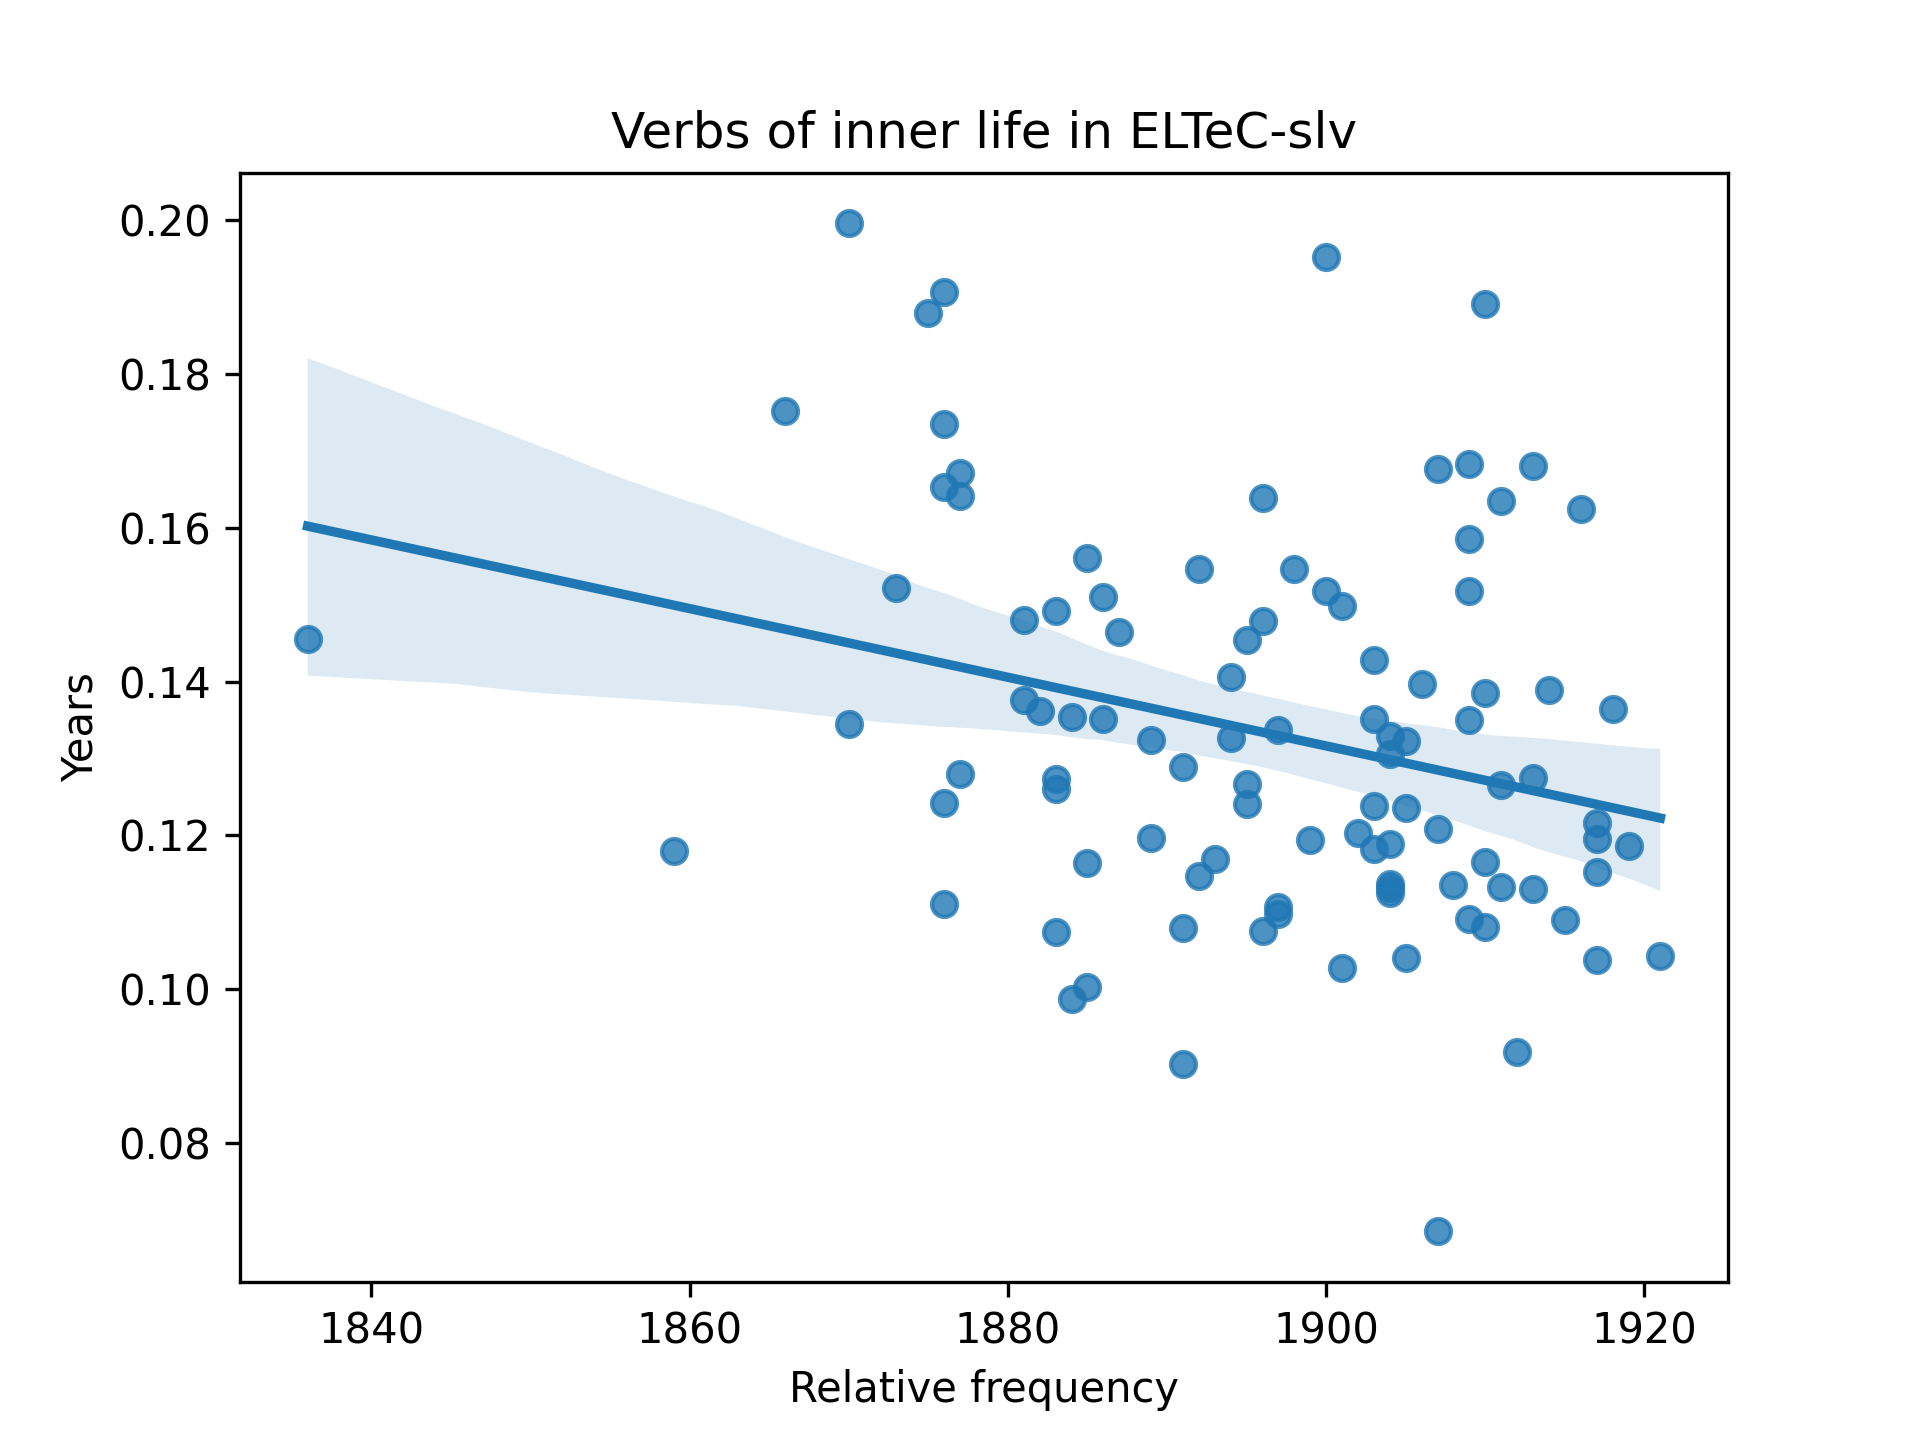 Verbs of inner life in ELTeC-slv
0.20
0.18
0.16
0.14
0.12
0.10
0.08
Years
1840 1860 1880 1900 1920
Relative frequency